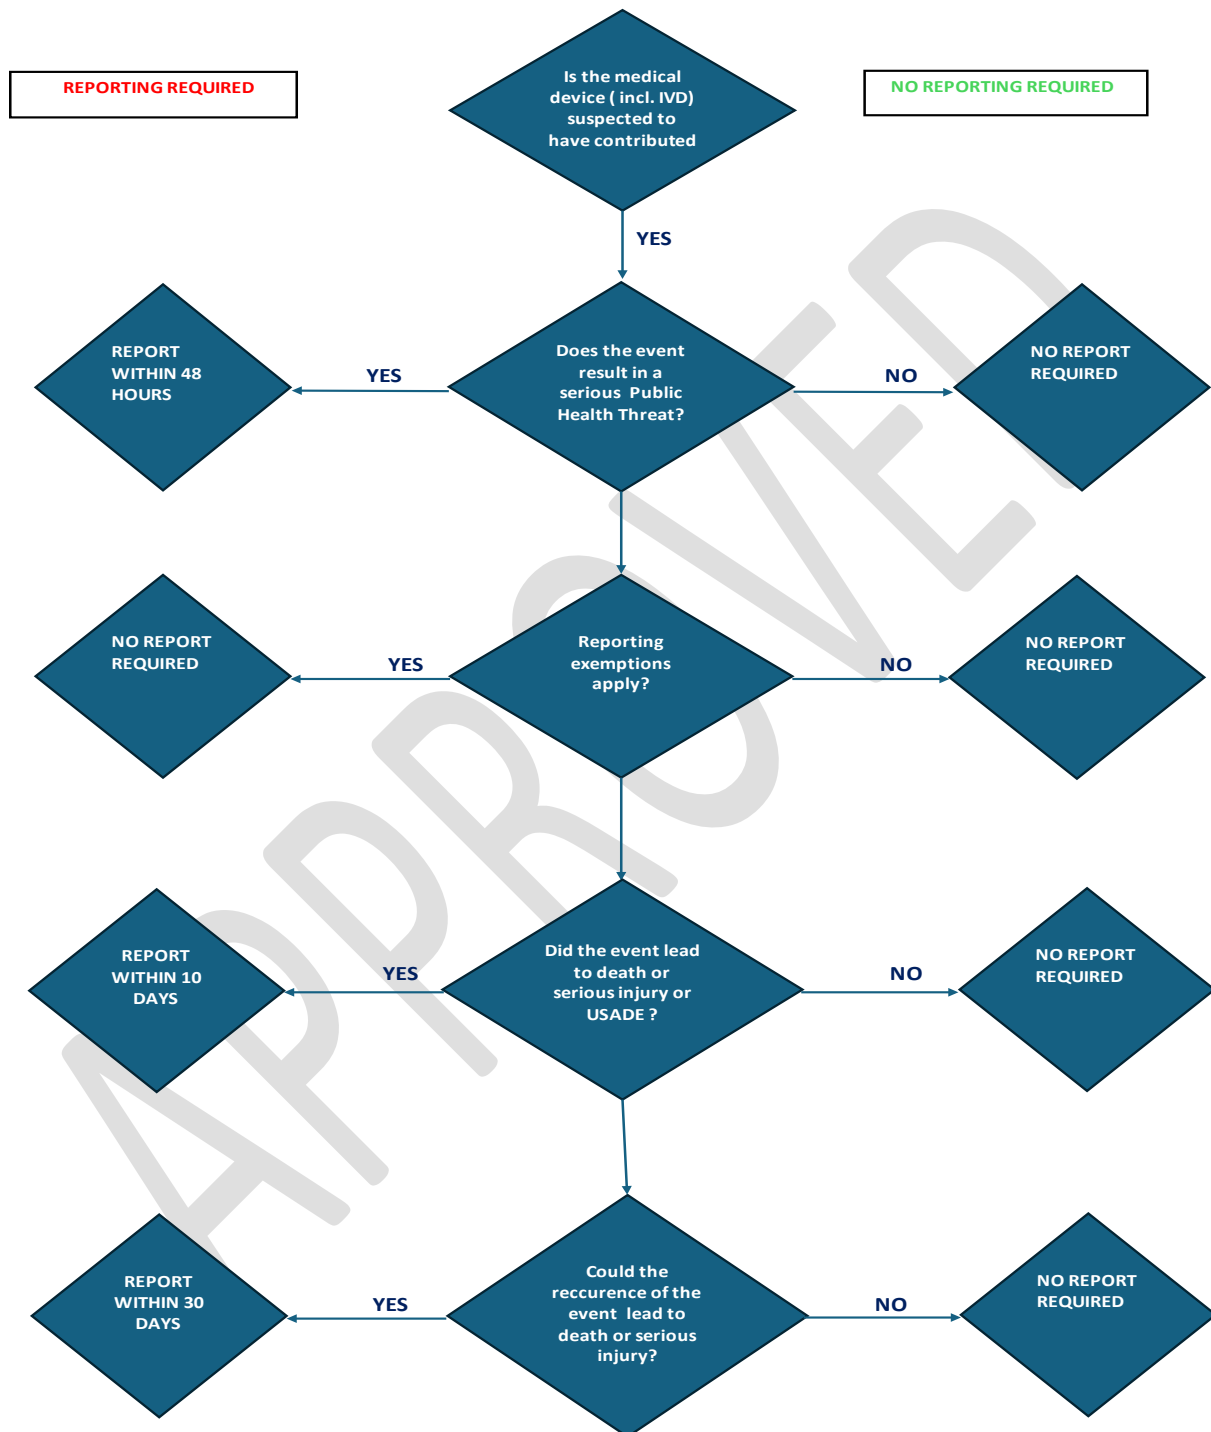 REPORTING REQUIRED
NO REPORTING REQUIRED
Is the medical
device ( incl. IVD)
suspected to
have contributed
YES
REPORT
WITHIN 48
HOURS
YES
Does the event
result in a
serious Public
Health Threat?
NO
NO REPORT
REQUIRED
NO REPORT
REQUIRED
YES
Reporting
exemptions
apply?
NO
NO REPORT
REQUIRED
REPORT
WITHIN 10
DAYS
YES
Did the event lead
to death or
serious injury or
USADE ?
NO
NO REPORT
REQUIRED
REPORT
WITHIN 30
DAYS
YES
Could the
reccurence of the
event lead to
death or serious
injury?
NO
NO REPORT
REQUIRED
APPROVED